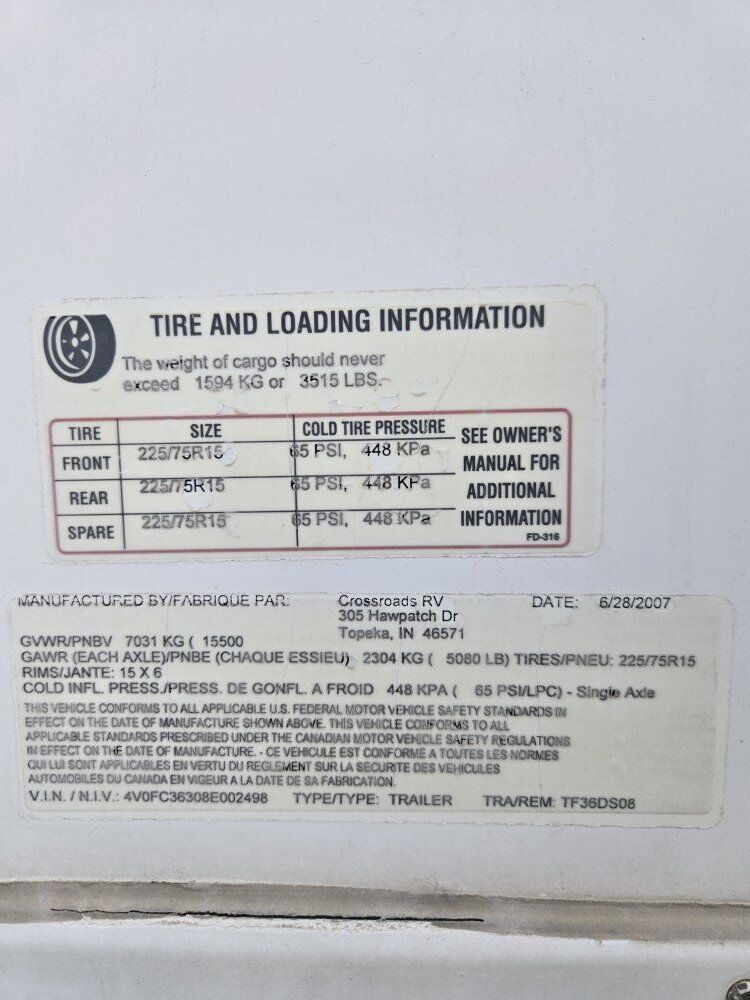 TIRE AND LOADING INFORMATION
The weight of cargo should never
exceed 1594 KG or 3515 LBS.
TIRE SIZE COLD TIRE PRESSURE SEE OWNER'S MANUAL FOR ADDITIONAL INFORMATION
FRONT 225/75R15 65 PSI, 448 KPa
REAR 225/75R15 65 PSI, 448 KPa
SPARE 225/75R15 65 PSI, 448 KPa
FD-316
MANUFACTURED BY/FABRIQUE PAR: Crossroads RV DATE: 6/28/2007
305 Hawpatch Dr
Topeka, IN 46571
GVWR/PNBV 7031 KG ( 15500
GAWR (EACH AXLE)/PNBE (CHAQUE ESSIEU) 2304 KG ( 5080 LB) TIRES/PNEU: 225/75R15
RIMS/JANTE: 15 X 6
COLD INFL. PRESS./PRESS. DE GONFL. A FROID 448 KPA ( 65 PSI/LPC) - Single Axle
THIS VEHICLE CONFORMS TO ALL APPLICABLE U.S. FEDERAL MOTOR VEHICLE SAFETY STANDARDS IN
EFFECT ON THE DATE OF MANUFACTURE SHOWN ABOVE. THIS VEHICLE CONFORMS TO ALL
APPLICABLE STANDARDS PRESCRIBED UNDER THE CANADIAN MOTOR VEHICLE SAFETY REGULATIONS
IN EFFECT ON THE DATE OF MANUFACTURE. - CE VEHICULE EST CONFORME A TOUTES LES NORMES
QUI LUI SONT APPLICABLES EN VERTU DU REGLEMENT SUR LA SECURITE DES VEHICULES
AUTOMOBILES DU CANADA EN VIGEUR A LA DATE DE SA FABRICATION.
V.I.N. / N.I.V.: 4V0FC36308E002498 TYPE/TYPE: TRAILER TRA/REM: TF36DS08